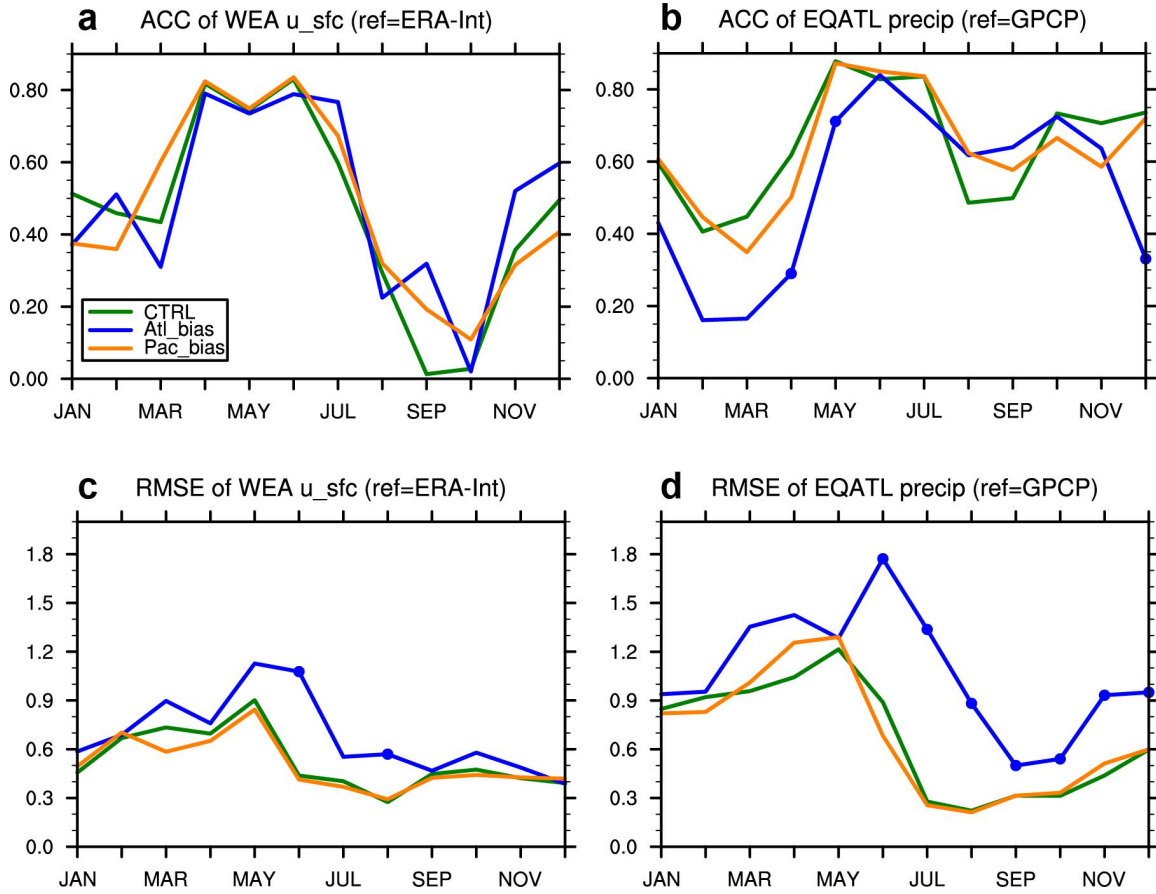 a ACC of WEA u_sfc (ref=ERA-Int)
0.80
0.60
0.40
0.20
0.00
CTRL
Atl_bias
Pac_bias
JAN MAR MAY JUL SEP NOV
b ACC of EQATL precip (ref=GPCP)
0.80
0.60
0.40
0.20
0.00
JAN MAR MAY JUL SEP NOV
c RMSE of WEA u_sfc (ref=ERA-Int)
1.8
1.5
1.2
0.9
0.6
0.3
0.0
JAN MAR MAY JUL SEP NOV
d RMSE of EQATL precip (ref=GPCP)
1.8
1.5
1.2
0.9
0.6
0.3
0.0
JAN MAR MAY JUL SEP NOV